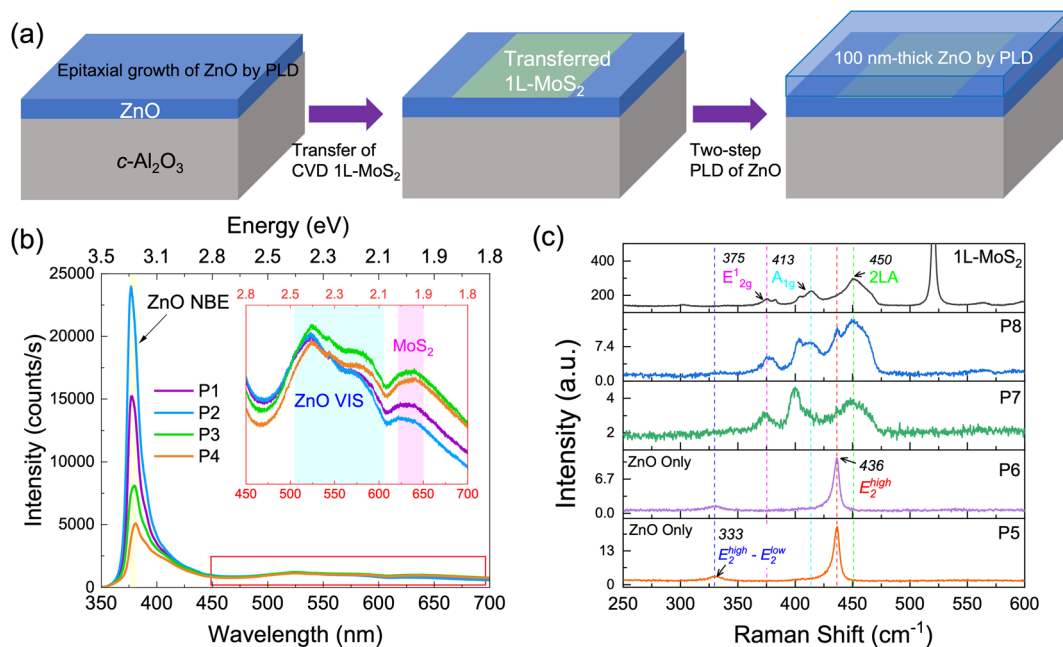 (a)
Epitaxial growth of ZnO by PLD
ZnO
c-Al₂O₃
Transfer of
CVD 1L-MoS₂
Transferred
1L-MoS₂
Two-step
PLD of ZnO
100 nm-thick ZnO by PLD
(b)
Energy (eV)
3.5 3.1 2.8 2.5 2.3 2.1 1.9 1.8
25000
20000
15000
10000
5000
0
Intensity (counts/s)
ZnO NBE
P1
P2
P3
P4
2.8 2.5 2.3 2.1 1.9 1.8
MoS₂
ZnO VIS
450 500 550 600 650 700
350 400 450 500 550 600 650 700
Wavelength (nm)
(c)
Intensity (a.u.)
400
200
375 413 450
E¹₂g A₁g 2LA
1L-MoS₂
7.4
0.0
P8
4
2
P7
ZnO Only
6.7
0.0
436
E₂^high
P6
ZnO Only
13
0
333
E₂^high - E₂^low
P5
250 300 350 400 450 500 550 600
Raman Shift (cm⁻¹)